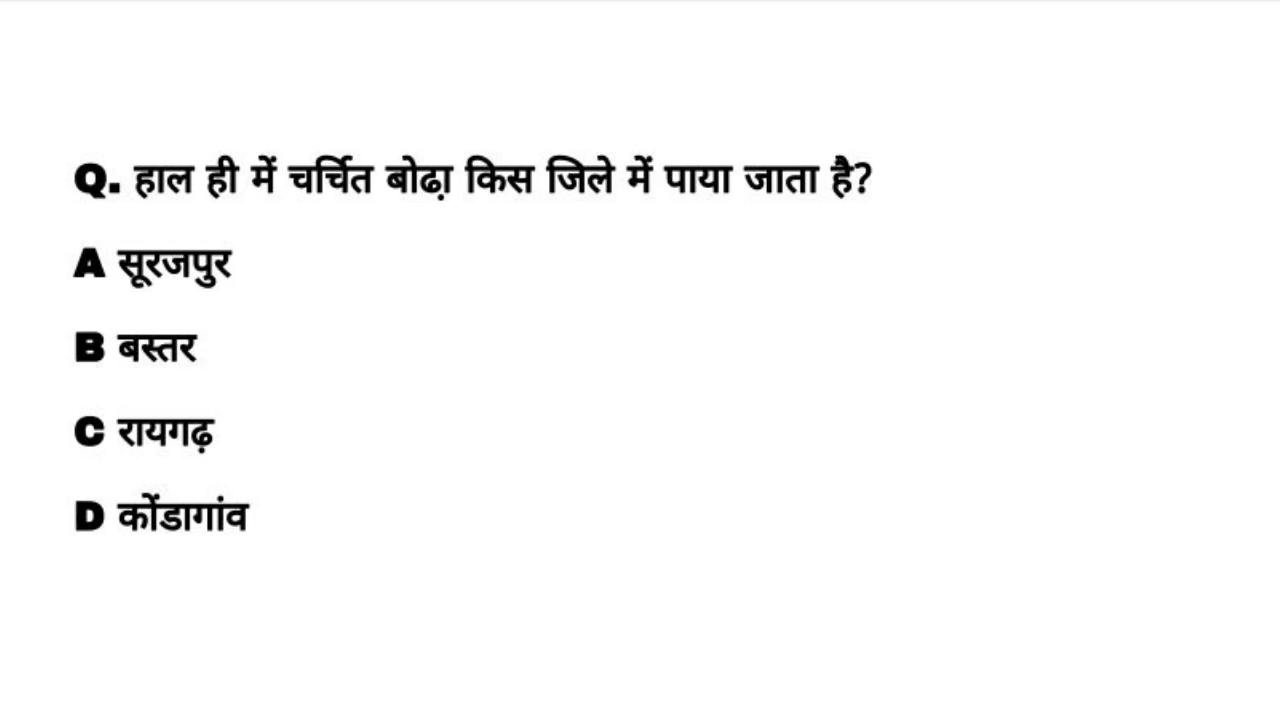 Q. हाल ही में चर्चित बोढा़ किस जिले में पाया जाता है?
A सूरजपुर
B बस्तर
C रायगढ़
D कोंडागांव